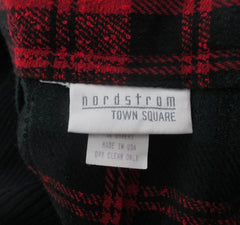 nordstrom
TOWN SQUARE
MADE IN USA
DRY CLEAN ONLY